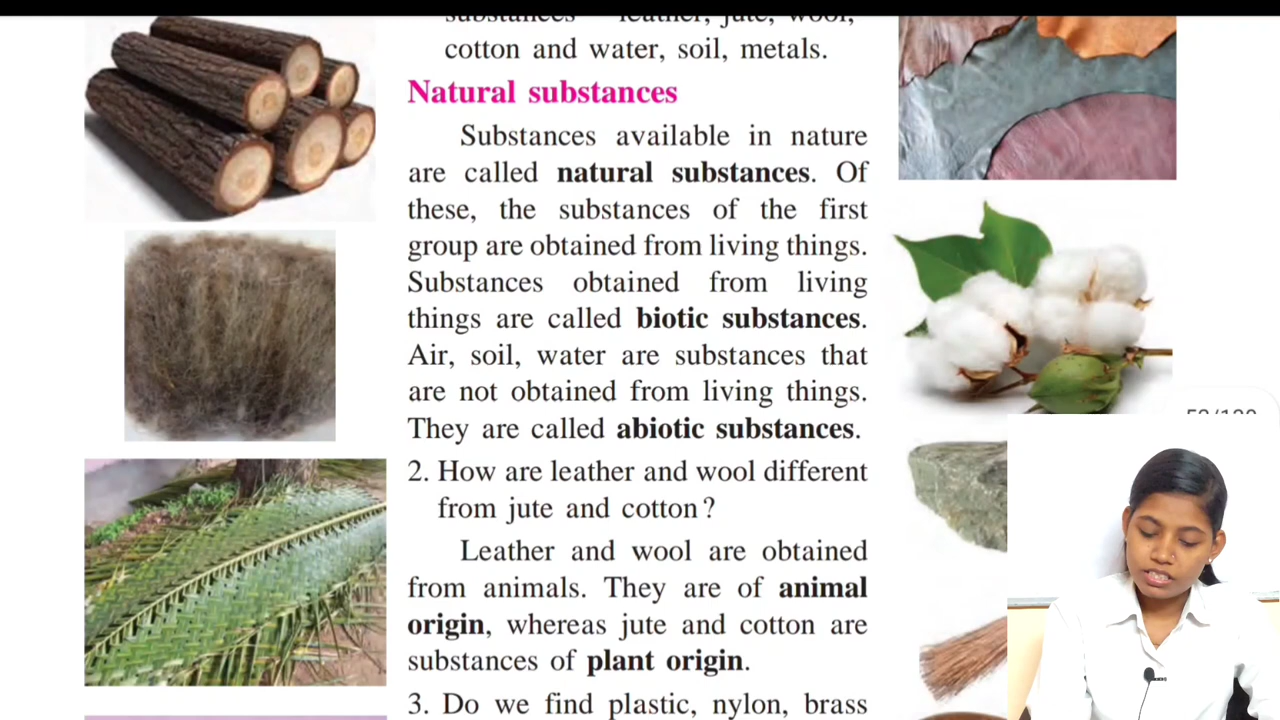 substances leather, jute, wool,
cotton and water, soil, metals.
Natural substances
Substances available in nature
are called natural substances. Of
these, the substances of the first
group are obtained from living things.
Substances obtained from living
things are called biotic substances.
Air, soil, water are substances that
are not obtained from living things.
They are called abiotic substances.
2. How are leather and wool different
from jute and cotton?
Leather and wool are obtained
from animals. They are of animal
origin, whereas jute and cotton are
substances of plant origin.
3. Do we find plastic, nylon, brass